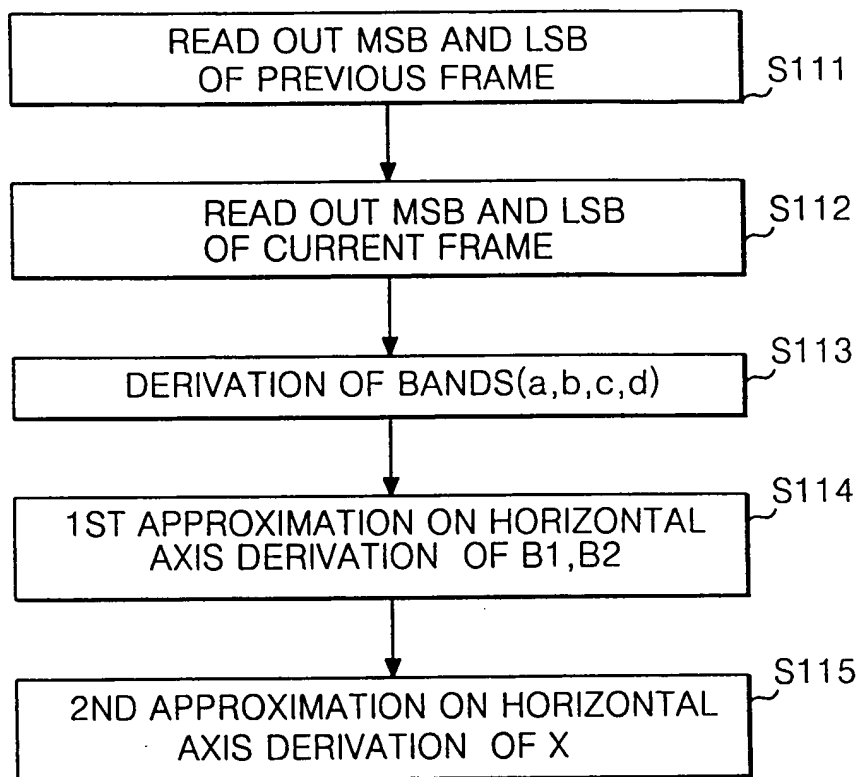 READ OUT MSB AND LSB
OF PREVIOUS FRAME
S111
READ OUT MSB AND LSB
OF CURRENT FRAME
S112
DERIVATION OF BANDS(a,b,c,d)
S113
1ST APPROXIMATION ON HORIZONTAL
AXIS DERIVATION OF B1,B2
S114
2ND APPROXIMATION ON HORIZONTAL
AXIS DERIVATION OF X
S115